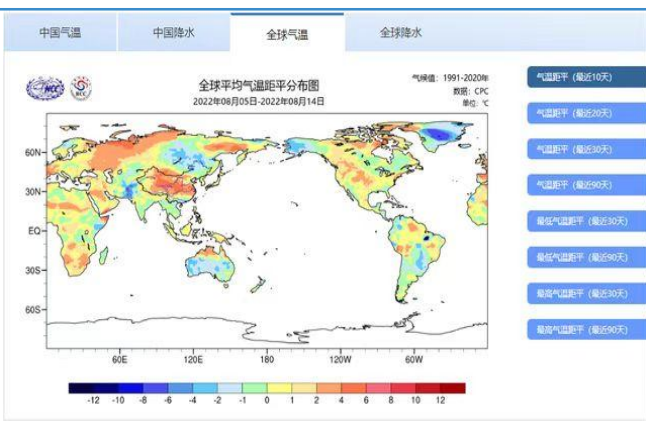 中国气温
中国降水
全球气温
全球降水
NCC
全球平均气温距平分布图
2022年08月05日-2022年08月14日
气候值：1991-2020年
数据：CPC
单位：℃
60N
30N
EQ
30S
60S
60E
120E
180
120W
60W
-12 -10 -8 -6 -4 -2 -1 0 1 2 4 6 8 10 12
气温距平（最近10天）
气温距平（最近20天）
气温距平（最近30天）
气温距平（最近90天）
最低气温距平（最近30天）
最低气温距平（最近90天）
最高气温距平（最近30天）
最高气温距平（最近90天）